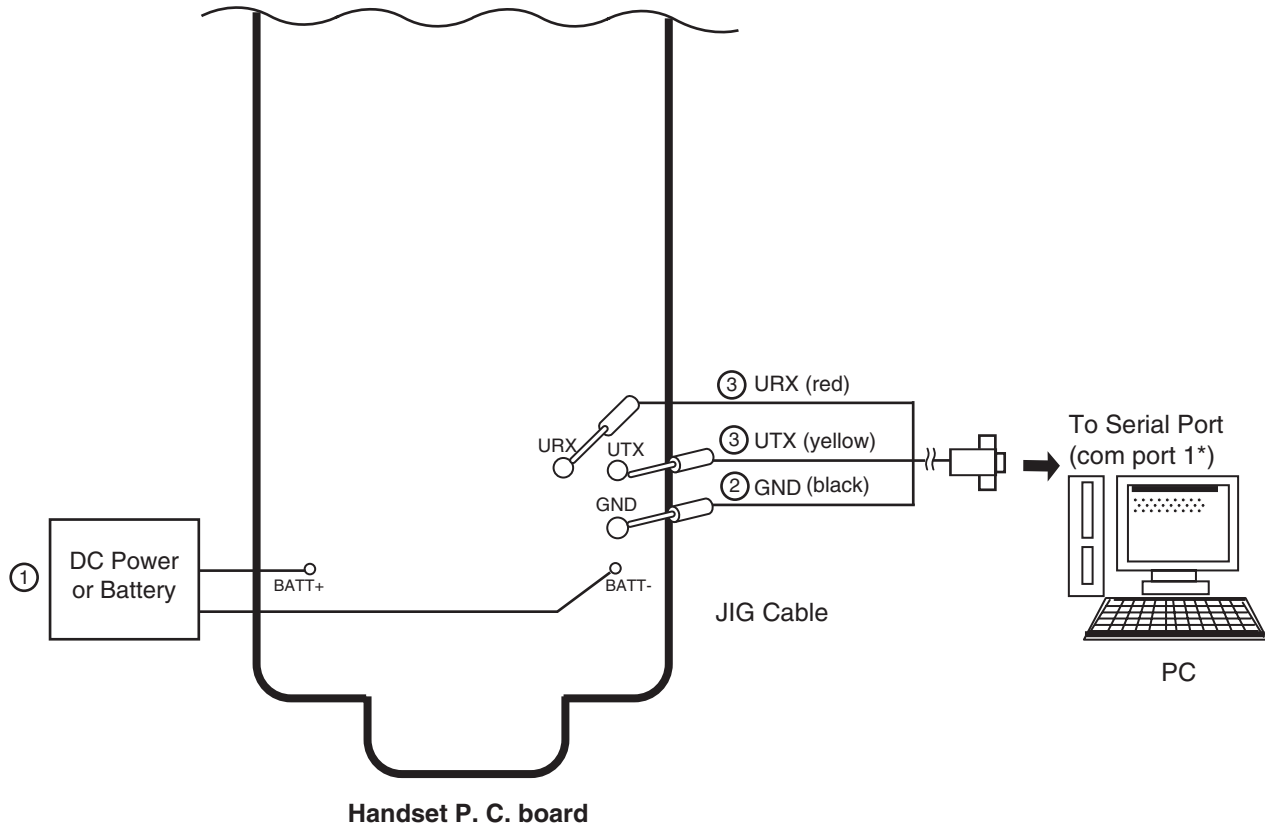 ③ URX (red)
③ UTX (yellow)
② GND (black)
URX
UTX
GND
To Serial Port
(com port 1*)
①
DC Power
or Battery
BATT+
BATT-
JIG Cable
PC
Handset P. C. board